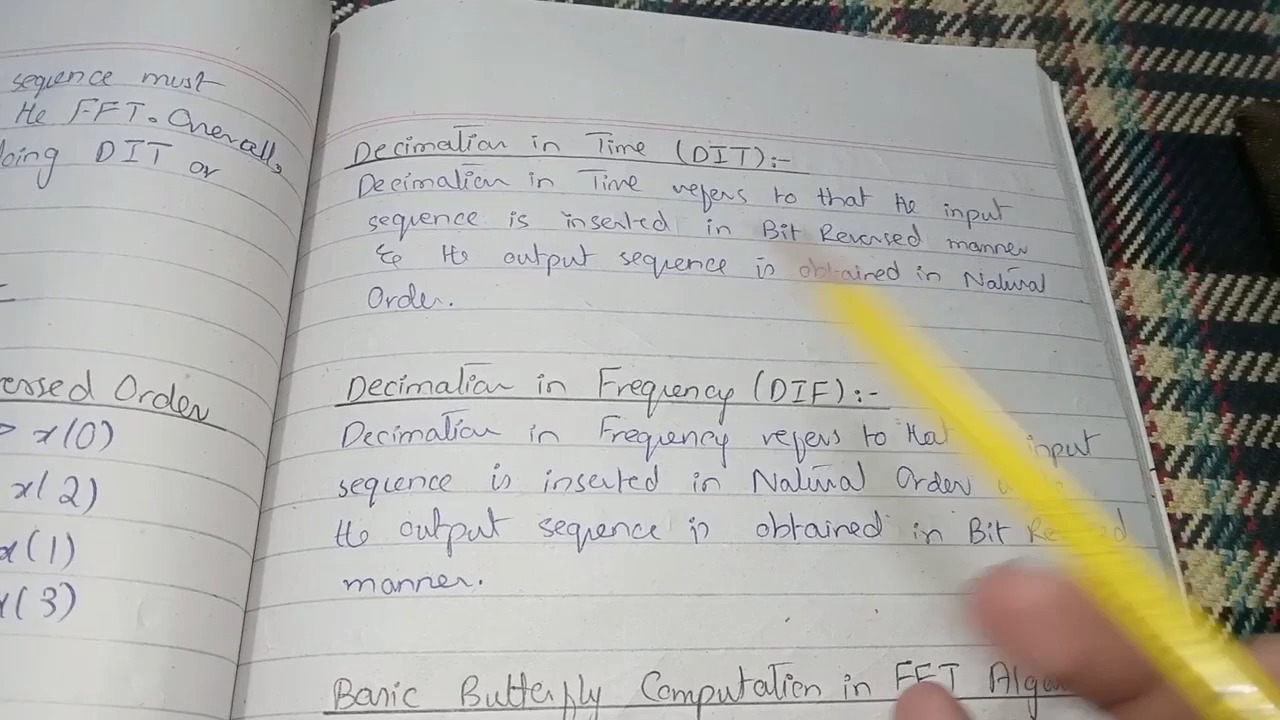 sequence must
the FFT. Overall,
doing DIT or
Order
x(0)
x(2)
x(1)
x(3)
Decimation in Time (DIT):-
Decimation in Time refers to that the input
sequence is inserted in Bit Reversed manner
& the output sequence is obtained in Natural
Order.
Decimation in Frequency (DIF):-
Decimation in Frequency refers to that input
sequence is inserted in Natural Order
the output sequence is obtained in Bit
manner.
Basic Butterfly Computation in FFT